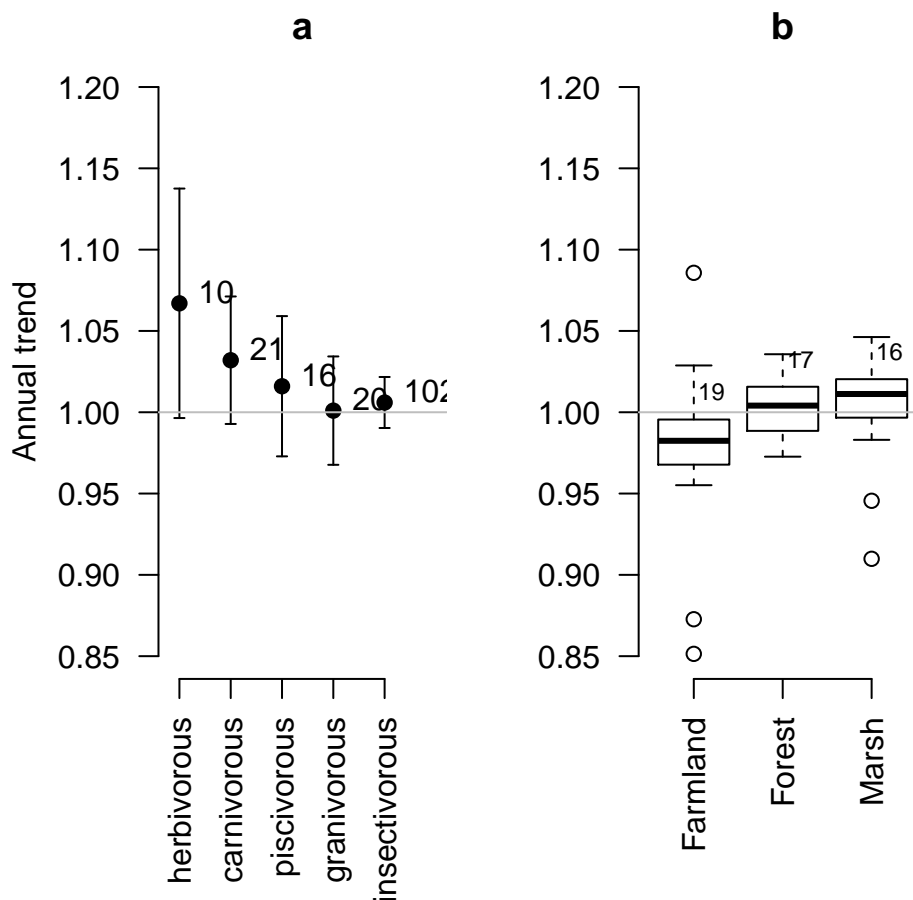 a
b
Annual trend
1.20
1.15
1.10
1.05
1.00
0.95
0.90
0.85
10
21
16
20
102
herbivorous
carnivorous
piscivorous
granivorous
insectivorous
1.20
1.15
1.10
1.05
1.00
0.95
0.90
0.85
19
17
16
Farmland
Forest
Marsh